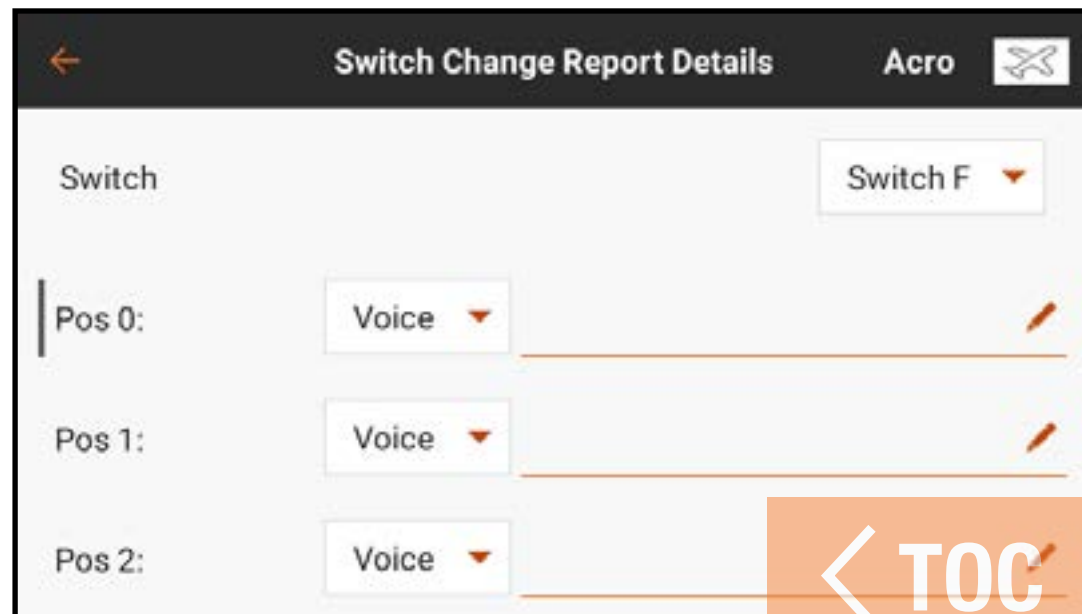 Switch Change Report Details Acro
Switch Switch F
Pos 0: Voice
Pos 1: Voice
Pos 2: Voice
TOC